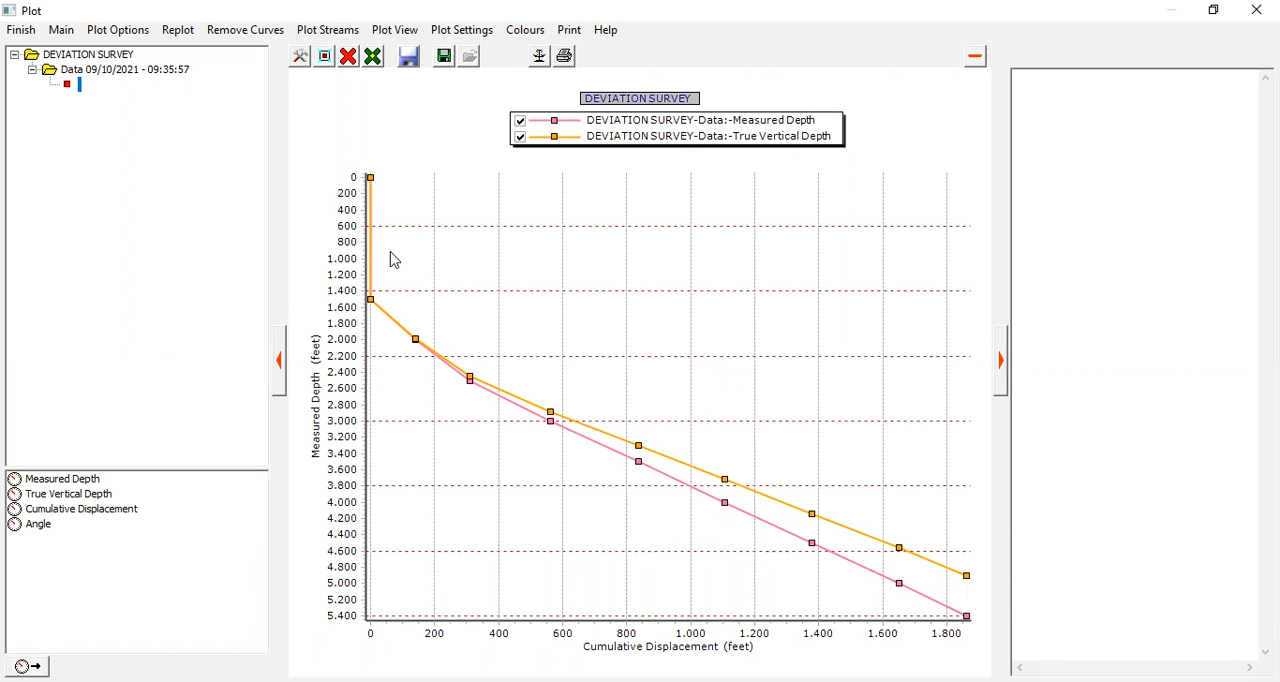 Plot
Finish Main Plot Options Replot Remove Curves Plot Streams Plot View Plot Settings Colours Print Help
DEVIATION SURVEY
Data 09/10/2021 - 09:35:57
Measured Depth
True Vertical Depth
Cumulative Displacement
Angle
DEVIATION SURVEY
DEVIATION SURVEY-Data:-Measured Depth
DEVIATION SURVEY-Data:-True Vertical Depth
Measured Depth (feet)
0
200
400
600
800
1.000
1.200
1.400
1.600
1.800
2.000
2.200
2.400
2.600
2.800
3.000
3.200
3.400
3.600
3.800
4.000
4.200
4.400
4.600
4.800
5.000
5.200
5.400
0 200 400 600 800 1.000 1.200 1.400 1.600 1.800
Cumulative Displacement (feet)